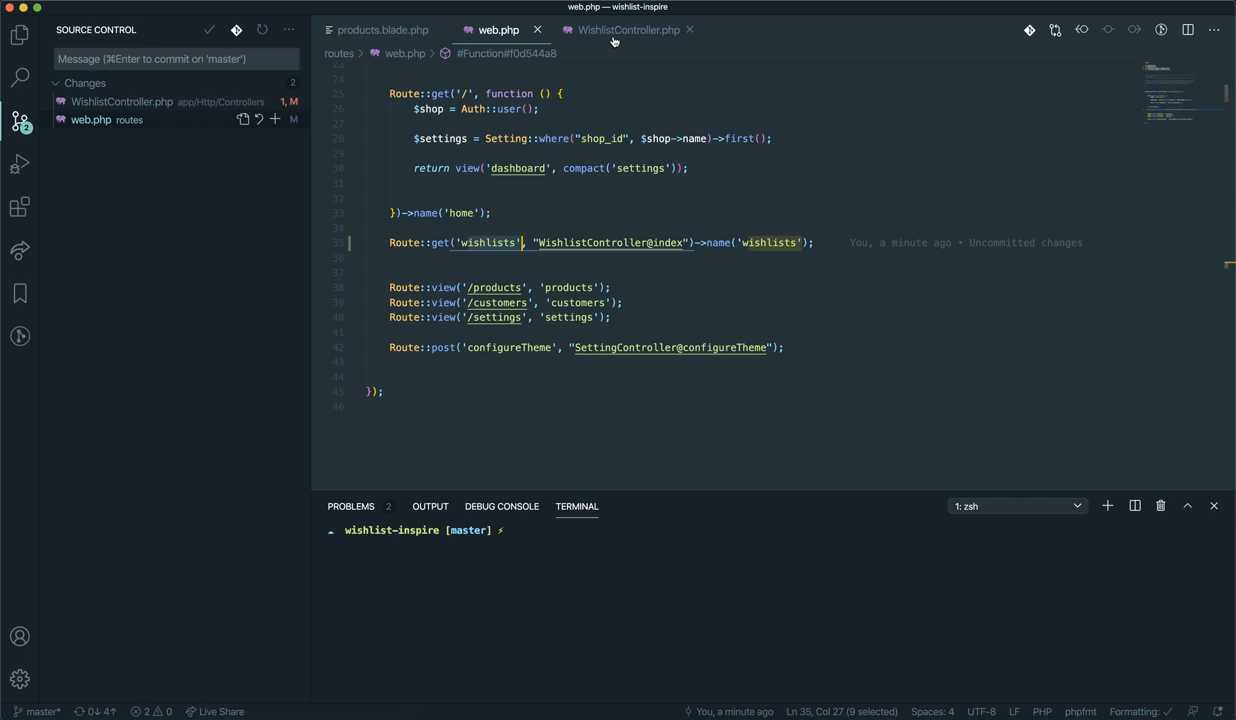 web.php — wishlist-inspire
SOURCE CONTROL
Message (⌘Enter to commit on 'master')
Changes 2
WishlistController.php app/Http/Controllers 1, M
web.php routes M
2
products.blade.php
web.php
WishlistController.php
routes > web.php > #Function#f0d544a8
23
24
25 Route::get('/', function () {
26 $shop = Auth::user();
27
28 $settings = Setting::where("shop_id", $shop->name)->first();
29
30 return view('dashboard', compact('settings'));
31
32
33 })->name('home');
34
35 Route::get('wishlists', "WishlistController@index")->name('wishlists'); You, a minute ago • Uncommitted changes
36
37
38 Route::view('/products', 'products');
39 Route::view('/customers', 'customers');
40 Route::view('/settings', 'settings');
41
42 Route::post('configureTheme', "SettingController@configureTheme");
43
44
45 });
46
PROBLEMS 2 OUTPUT DEBUG CONSOLE TERMINAL 1: zsh
wishlist-inspire [master] ⚡
master* 0↓ 4↑ 2 0 Live Share You, a minute ago Ln 35, Col 27 (9 selected) Spaces: 4 UTF-8 LF PHP phpfmt Formatting: ✓